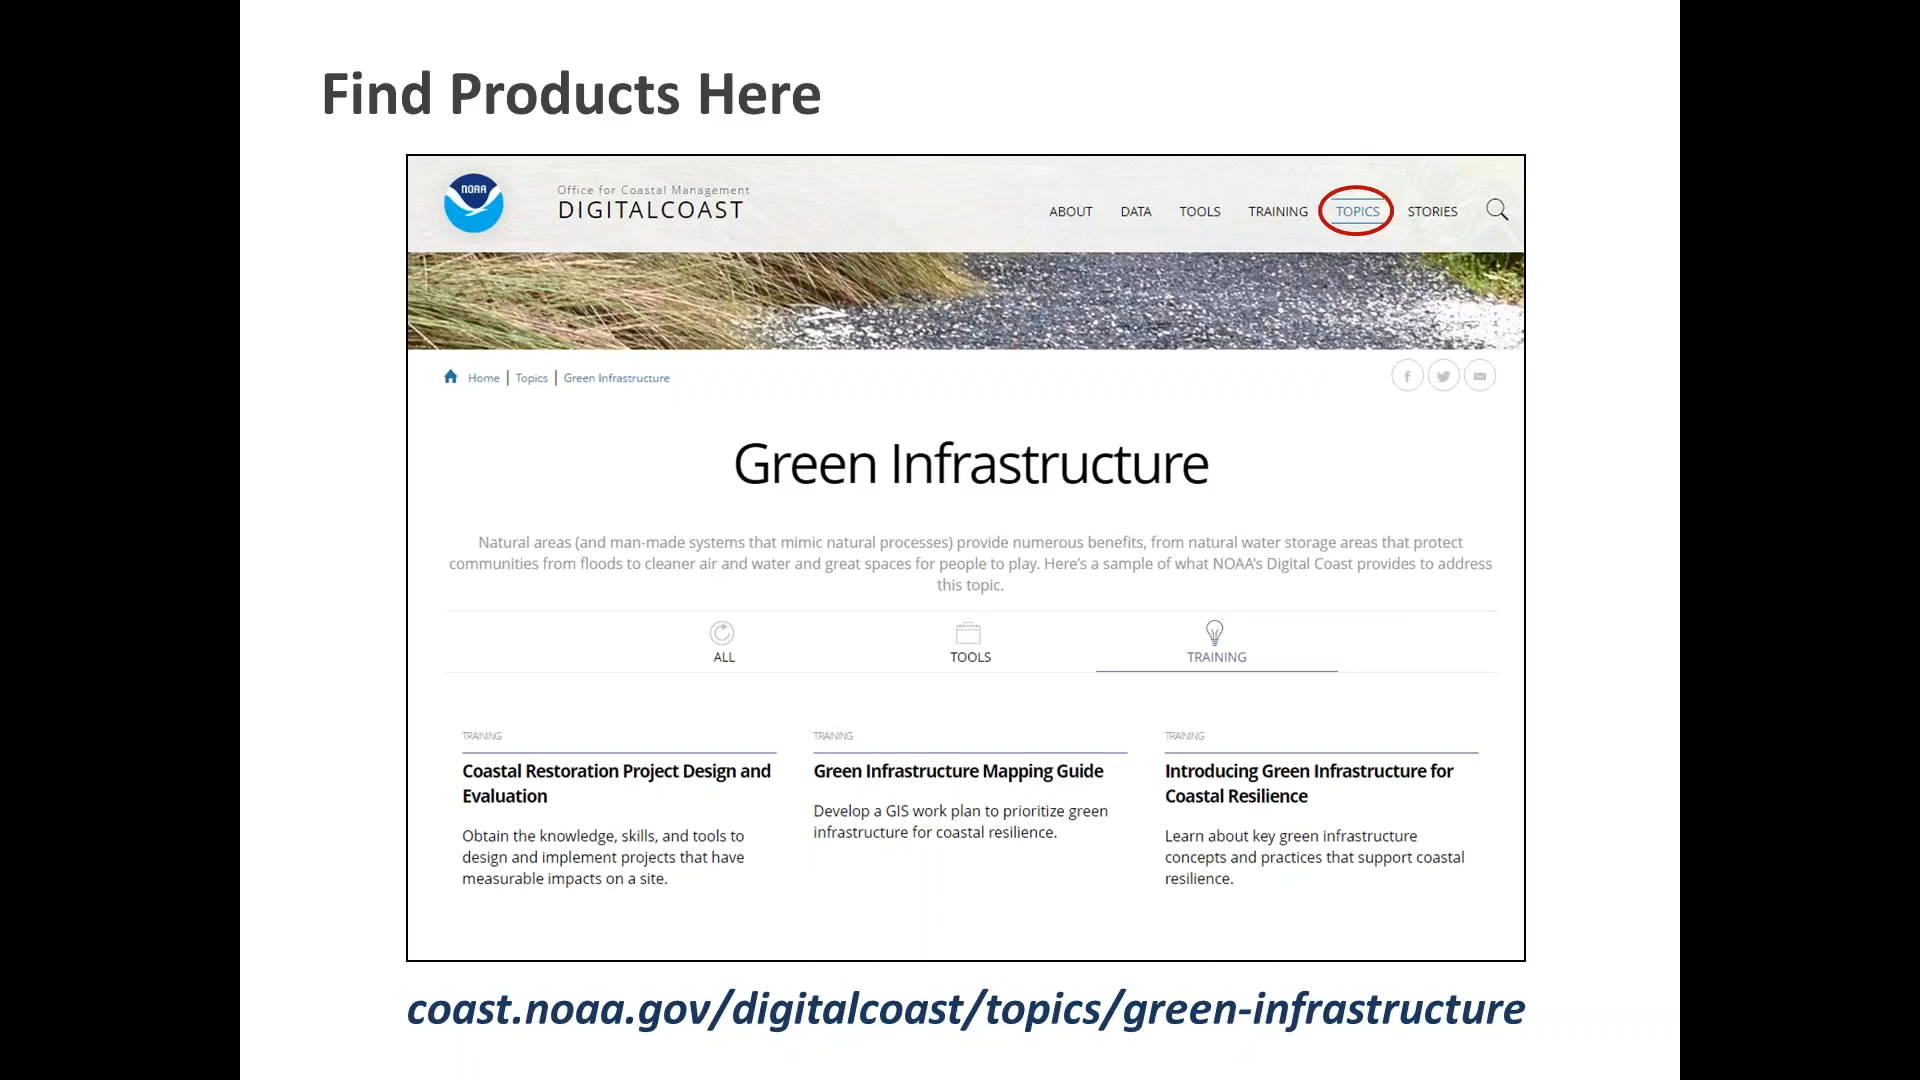 Find Products Here
NOAA
Office for Coastal Management
DIGITALCOAST
ABOUT DATA TOOLS TRAINING TOPICS STORIES
Home | Topics | Green Infrastructure
Green Infrastructure
Natural areas (and man-made systems that mimic natural processes) provide numerous benefits, from natural water storage areas that protect
communities from floods to cleaner air and water and great spaces for people to play. Here's a sample of what NOAA's Digital Coast provides to address
this topic.
ALL TOOLS TRAINING
TRAINING
Coastal Restoration Project Design and
Evaluation
Obtain the knowledge, skills, and tools to
design and implement projects that have
measurable impacts on a site.
TRAINING
Green Infrastructure Mapping Guide
Develop a GIS work plan to prioritize green
infrastructure for coastal resilience.
TRAINING
Introducing Green Infrastructure for
Coastal Resilience
Learn about key green infrastructure
concepts and practices that support coastal
resilience.
coast.noaa.gov/digitalcoast/topics/green-infrastructure